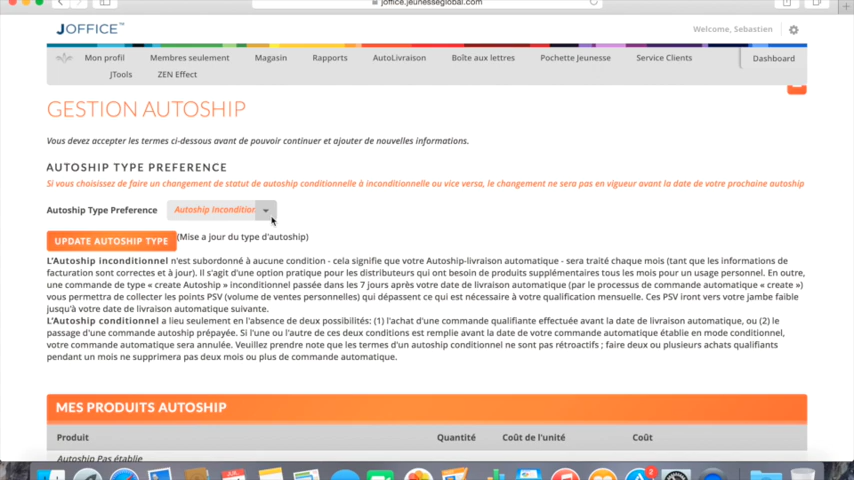 joffice.jeunesseglobal.com
JOFFICE™
Welcome, Sebastien
Mon profil Membres seulement Magasin Rapports AutoLivraison Boîte aux lettres Pochette Jeunesse Service Clients Dashboard
JTools ZEN Effect
GESTION AUTOSHIP
Vous devez accepter les termes ci-dessous avant de pouvoir continuer et ajouter de nouvelles informations.
AUTOSHIP TYPE PREFERENCE
Si vous choisissez de faire un changement de statut de autoship conditionnelle à inconditionnelle ou vice versa, le changement ne sera pas en vigueur avant la date de votre prochaine autoship
Autoship Type Preference Autoship Incondition
UPDATE AUTOSHIP TYPE (Mise a jour du type d'autoship)
L'Autoship inconditionnel n'est subordonné à aucune condition - cela signifie que votre Autoship-livraison automatique - sera traité chaque mois (tant que les informations de
facturation sont correctes et à jour). Il s'agit d'une option pratique pour les distributeurs qui ont besoin de produits supplémentaires tous les mois pour un usage personnel. En outre,
une commande de type « create Autoship » inconditionnel passée dans les 7 jours après votre date de livraison automatique (par le processus de commande automatique « create »)
vous permettra de collecter les points PSV (volume de ventes personnelles) qui dépassent ce qui est nécessaire à votre qualification mensuelle. Ces PSV iront vers votre jambe faible
jusqu'à votre date de livraison automatique suivante.
L'Autoship conditionnel a lieu seulement en l'absence de deux possibilités: (1) l'achat d'une commande qualifiante effectuée avant la date de livraison automatique, ou (2) le
passage d'une commande autoship prépayée. Si l'une ou l'autre de ces deux conditions est remplie avant la date de votre commande automatique établie en mode conditionnel,
votre commande automatique sera annulée. Veuillez prendre note que les termes d'un autoship conditionnel ne sont pas rétroactifs ; faire deux ou plusieurs achats qualifiants
pendant un mois ne supprimera pas deux mois ou plus de commande automatique.
MES PRODUITS AUTOSHIP
Produit Quantité Coût de l'unité Coût
Autoship Pas établie
2